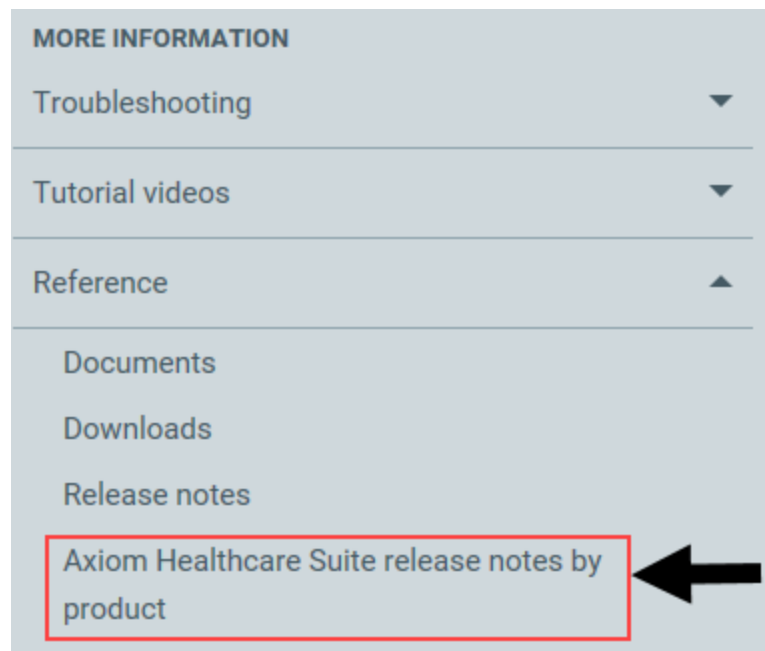 MORE INFORMATION
Troubleshooting
Tutorial videos
Reference
Documents
Downloads
Release notes
Axiom Healthcare Suite release notes by
product